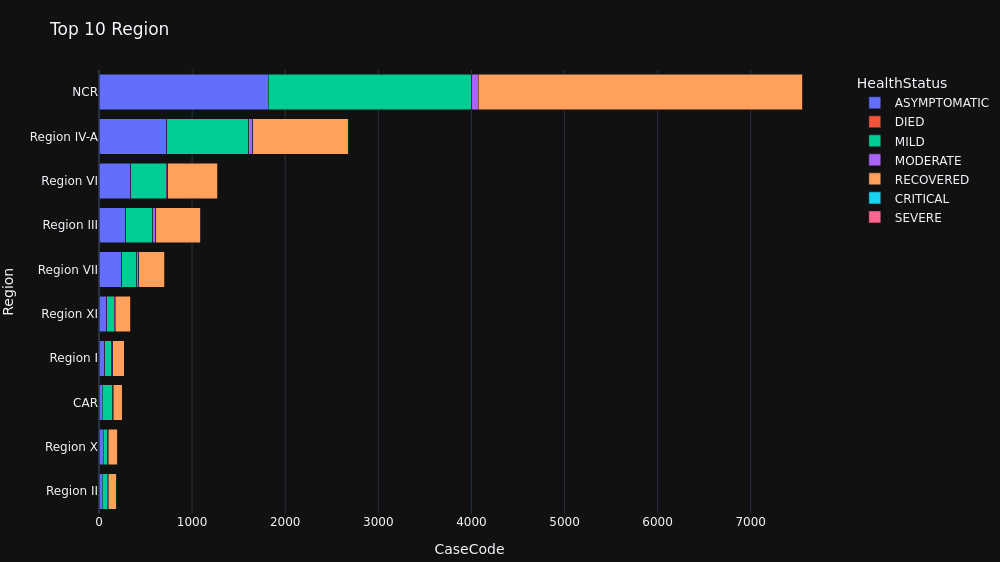 Top 10 Region
HealthStatus
ASYMPTOMATIC
DIED
MILD
MODERATE
RECOVERED
CRITICAL
SEVERE
Region
NCR
Region IV-A
Region VI
Region III
Region VII
Region XI
Region I
CAR
Region X
Region II
0 1000 2000 3000 4000 5000 6000 7000
CaseCode